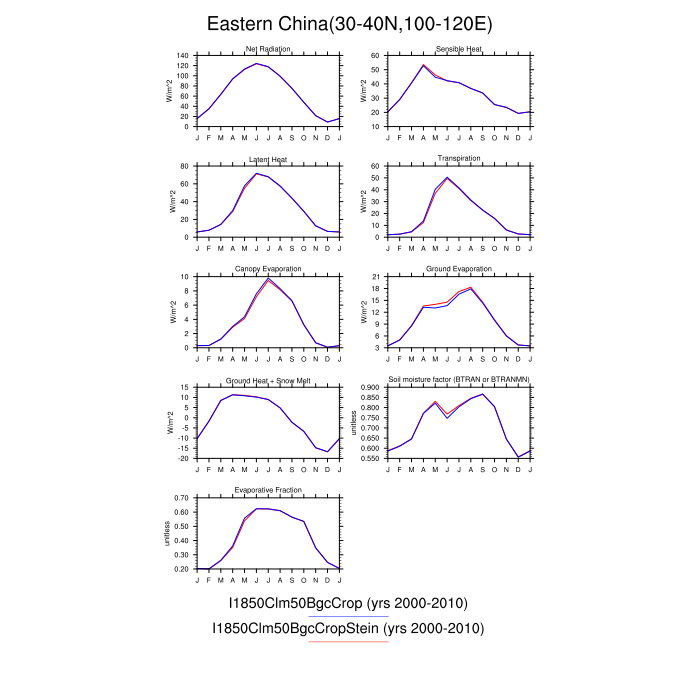 Eastern China(30-40N,100-120E)
Net Radiation
W/m^2
140
120
100
80
60
40
20
0
J F M A M J J A S O N D J
Sensible Heat
W/m^2
60
50
40
30
20
10
J F M A M J J A S O N D J
Latent Heat
W/m^2
80
60
40
20
0
J F M A M J J A S O N D J
Transpiration
W/m^2
60
50
40
30
20
10
0
J F M A M J J A S O N D J
Canopy Evaporation
W/m^2
10
8
6
4
2
0
J F M A M J J A S O N D J
Ground Evaporation
W/m^2
21
18
15
12
9
6
3
J F M A M J J A S O N D J
Ground Heat + Snow Melt
W/m^2
15
10
5
0
-5
-10
-15
-20
J F M A M J J A S O N D J
Soil moisture factor (BTRAN or BTRANMN)
unitless
0.900
0.850
0.800
0.750
0.700
0.650
0.600
0.550
J F M A M J J A S O N D J
Evaporative Fraction
unitless
0.70
0.60
0.50
0.40
0.30
0.20
J F M A M J J A S O N D J
I1850Clm50BgcCrop (yrs 2000-2010)
I1850Clm50BgcCropStein (yrs 2000-2010)